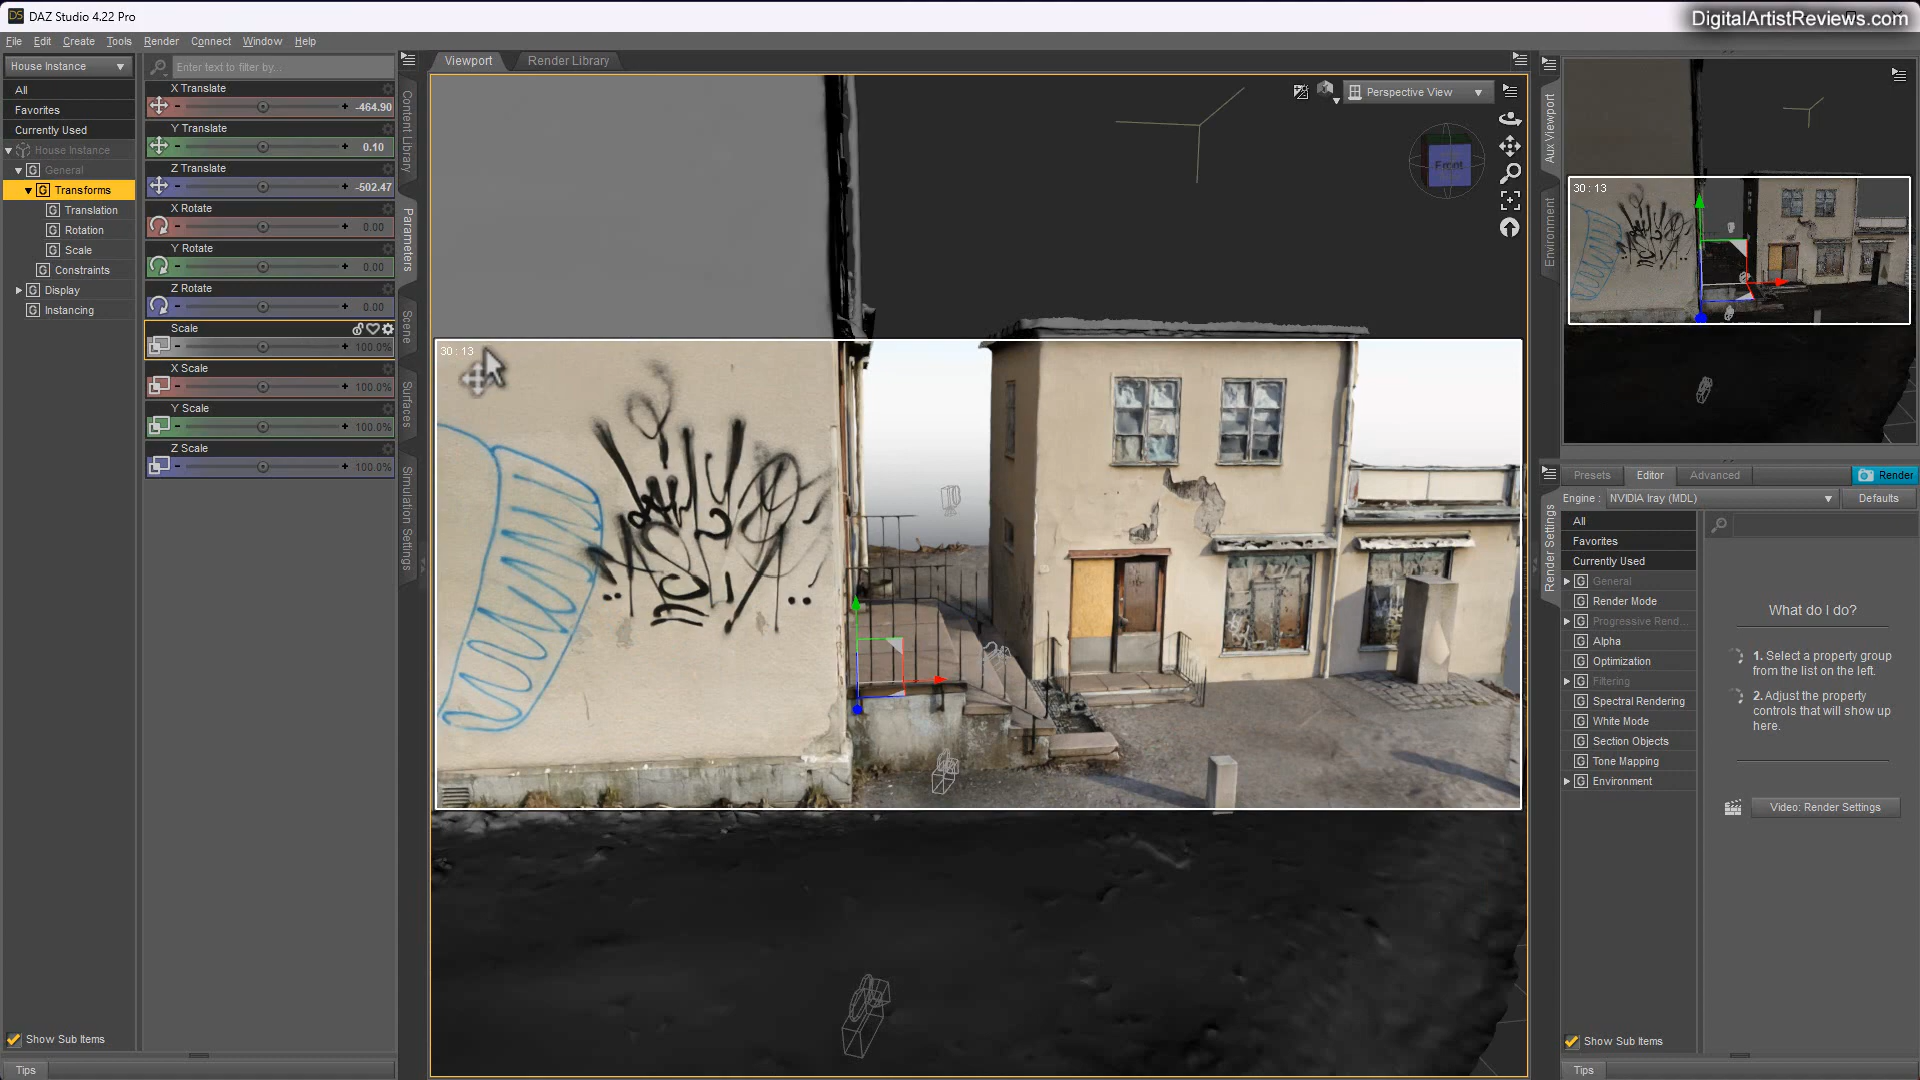 DS DAZ Studio 4.22 Pro
DigitalArtistReviews.com
File Edit Create Tools Render Connect Window Help
House Instance
Enter text to filter by...
All
Favorites
Currently Used
House Instance
General
Transforms
Translation
Rotation
Scale
Constraints
Display
Instancing
Show Sub Items
Tips
X Translate
-464.90
Y Translate
0.10
Z Translate
-502.47
X Rotate
0.00
Y Rotate
0.00
Z Rotate
0.00
Scale
100.0%
X Scale
100.0%
Y Scale
100.0%
Z Scale
100.0%
Content Library
Parameters
Scene
Surfaces
Simulation Settings
Viewport Render Library
Perspective View
Front
30 : 13
Aux Viewport
Environment
30 : 13
Render Settings
Presets Editor Advanced Render
Engine : NVIDIA Iray (MDL) Defaults
All
Favorites
Currently Used
General
Render Mode
Progressive Rend...
Alpha
Optimization
Filtering
Spectral Rendering
White Mode
Section Objects
Tone Mapping
Environment
What do I do?
1. Select a property group
from the list on the left.
2. Adjust the property
controls that will show up
here.
Video: Render Settings
Show Sub Items
Tips